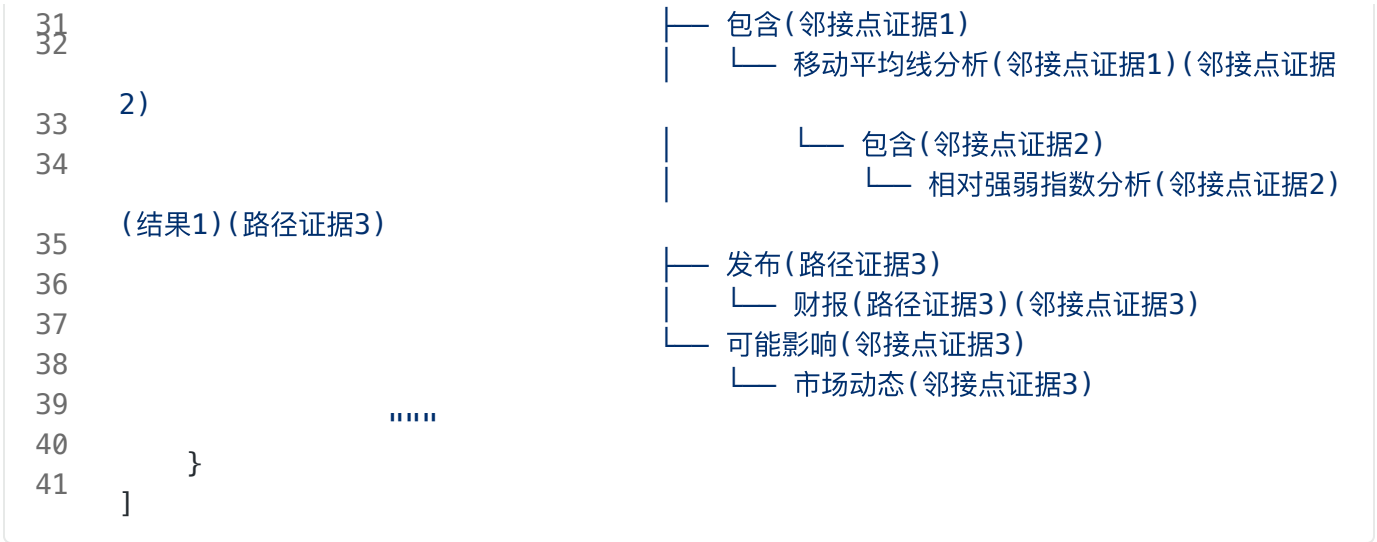 31 ├── 包含(邻接点证据1)
32 │   └── 移动平均线分析(邻接点证据1)(邻接点证据
2)
33 │       └── 包含(邻接点证据2)
34 │           └── 相对强弱指数分析(邻接点证据2)
(结果1)(路径证据3)
35 ├── 发布(路径证据3)
36 │   └── 财报(路径证据3)(邻接点证据3)
37 └── 可能影响(邻接点证据3)
38     └── 市场动态(邻接点证据3)
39 """
40 }
41 ]